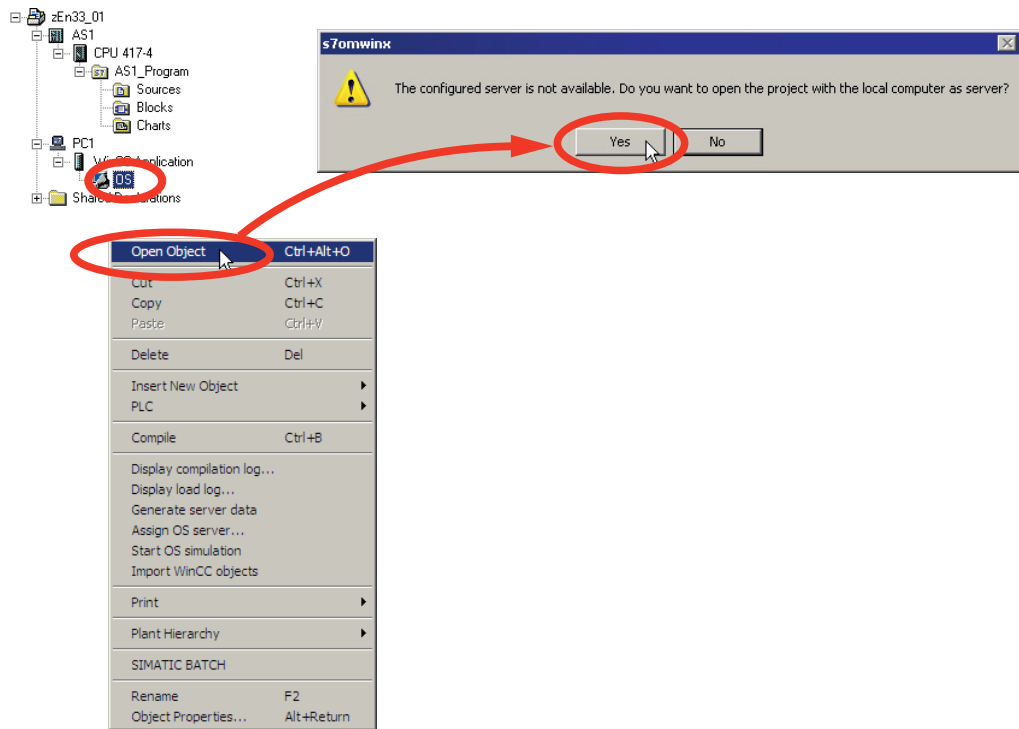 zEn33_01
AS1
CPU 417-4
AS1_Program
Sources
Blocks
Charts
PC1
WinCC Application
OS
Shared Declarations
s7omwinx
The configured server is not available. Do you want to open the project with the local computer as server?
Yes No
Open Object Ctrl+Alt+O
Cut Ctrl+X
Copy Ctrl+C
Paste Ctrl+V
Delete Del
Insert New Object
PLC
Compile Ctrl+B
Display compilation log...
Display load log...
Generate server data
Assign OS server...
Start OS simulation
Import WinCC objects
Print
Plant Hierarchy
SIMATIC BATCH
Rename F2
Object Properties... Alt+Return